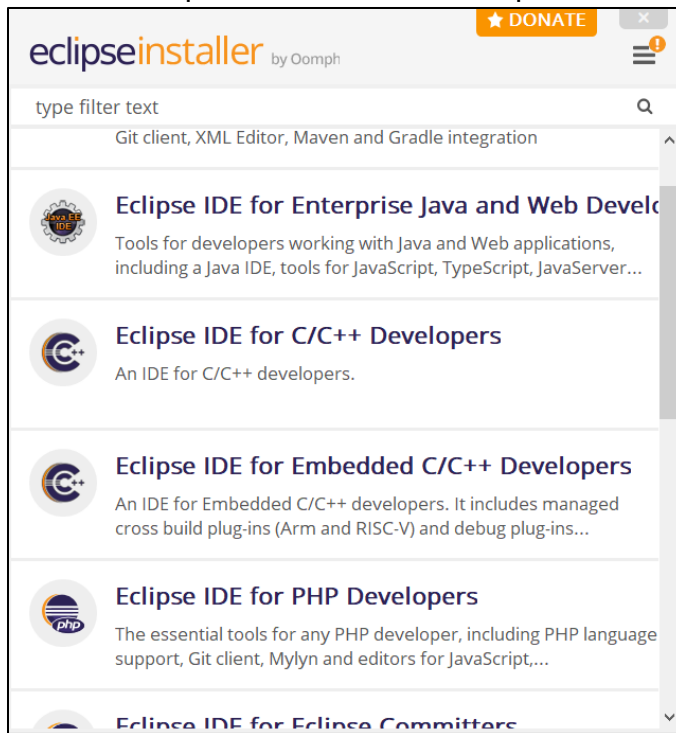 ★ DONATE
eclipseinstaller by Oomph
type filter text
Git client, XML Editor, Maven and Gradle integration
Java EE
IDE
Eclipse IDE for Enterprise Java and Web Develo
Tools for developers working with Java and Web applications,
including a Java IDE, tools for JavaScript, TypeScript, JavaServer...
C++
Eclipse IDE for C/C++ Developers
An IDE for C/C++ developers.
C++
Eclipse IDE for Embedded C/C++ Developers
An IDE for Embedded C/C++ developers. It includes managed
cross build plug-ins (Arm and RISC-V) and debug plug-ins...
php
Eclipse IDE for PHP Developers
The essential tools for any PHP developer, including PHP language
support, Git client, Mylyn and editors for JavaScript,...
Eclipse IDE for Eclipse Committers